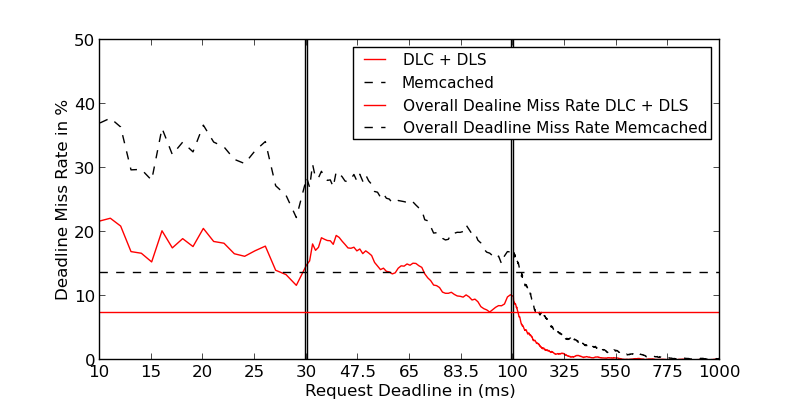 50
40
30
20
10
0
Deadline Miss Rate in %
DLC + DLS
Memcached
Overall Dealine Miss Rate DLC + DLS
Overall Deadline Miss Rate Memcached
10 15 20 25 30 47.5 65 83.5 100 325 550 775 1000
Request Deadline in (ms)